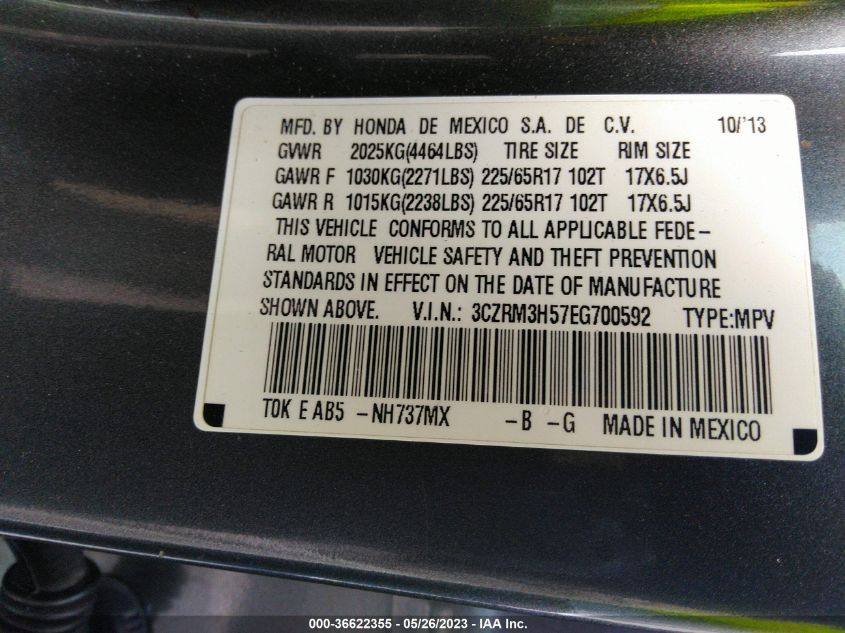 MFD. BY HONDA DE MEXICO S.A. DE C.V. 10/'13
GVWR 2025KG(4464LBS) TIRE SIZE RIM SIZE
GAWR F 1030KG(2271LBS) 225/65R17 102T 17X6.5J
GAWR R 1015KG(2238LBS) 225/65R17 102T 17X6.5J
THIS VEHICLE CONFORMS TO ALL APPLICABLE FEDE-
RAL MOTOR VEHICLE SAFETY AND THEFT PREVENTION
STANDARDS IN EFFECT ON THE DATE OF MANUFACTURE
SHOWN ABOVE. V.I.N.: 3CZRM3H57EG700592 TYPE:MPV
T0K E AB5 -NH737MX -B -G MADE IN MEXICO
000-36622355 - 05/26/2023 - IAA Inc.